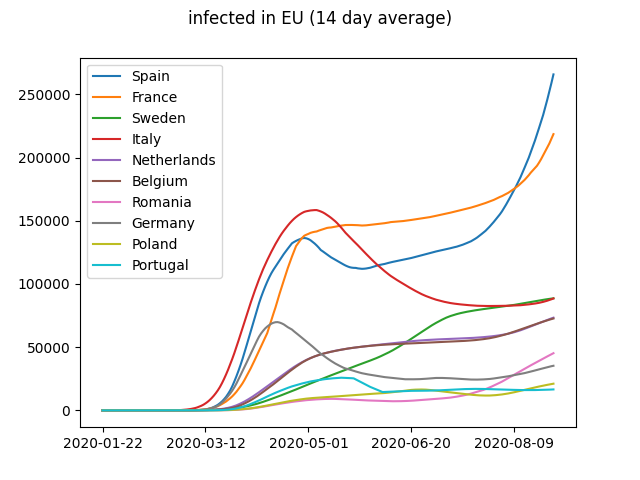 infected in EU (14 day average)
250000
200000
150000
100000
50000
0
Spain
France
Sweden
Italy
Netherlands
Belgium
Romania
Germany
Poland
Portugal
2020-01-22 2020-03-12 2020-05-01 2020-06-20 2020-08-09